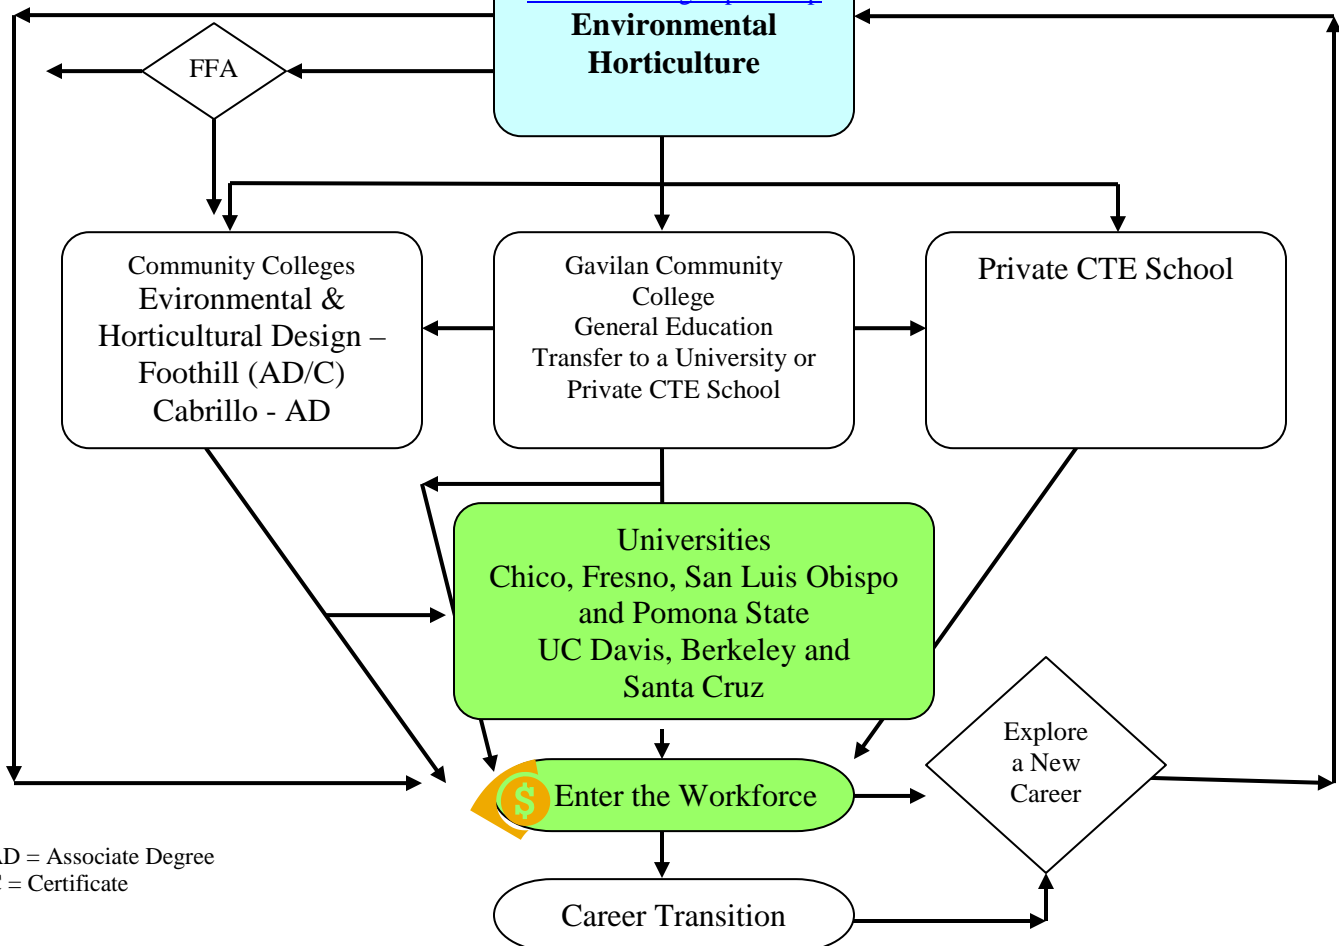 Environmental
Horticulture
FFA
Community Colleges
Evironmental &
Horticultural Design –
Foothill (AD/C)
Cabrillo - AD
Gavilan Community
College
General Education
Transfer to a University or
Private CTE School
Private CTE School
Universities
Chico, Fresno, San Luis Obispo
and Pomona State
UC Davis, Berkeley and
Santa Cruz
Explore
a New
Career
$
Enter the Workforce
AD = Associate Degree
C = Certificate
Career Transition